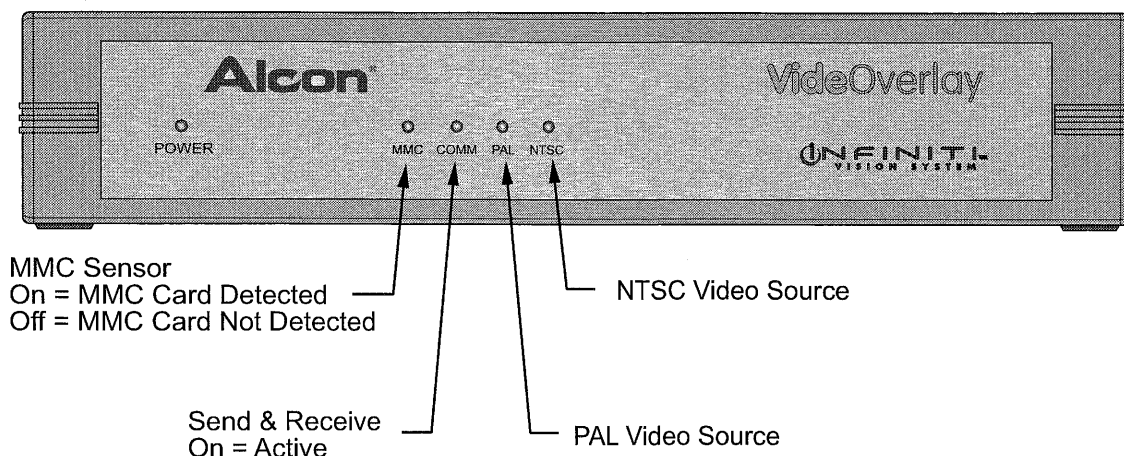 Alcon®
VideOverlay
POWER
MMC COMM PAL NTSC
INFINITI
VISION SYSTEM
MMC Sensor
On = MMC Card Detected
Off = MMC Card Not Detected
NTSC Video Source
Send & Receive
On = Active
PAL Video Source